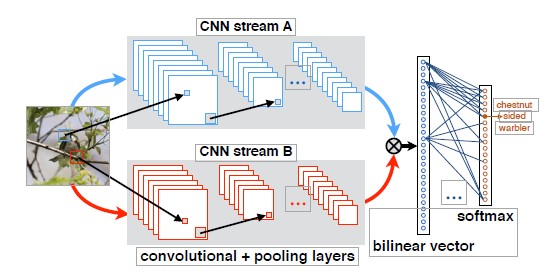 CNN stream A
CNN stream B
convolutional + pooling layers
chestnut
sided
warbler
softmax
bilinear vector